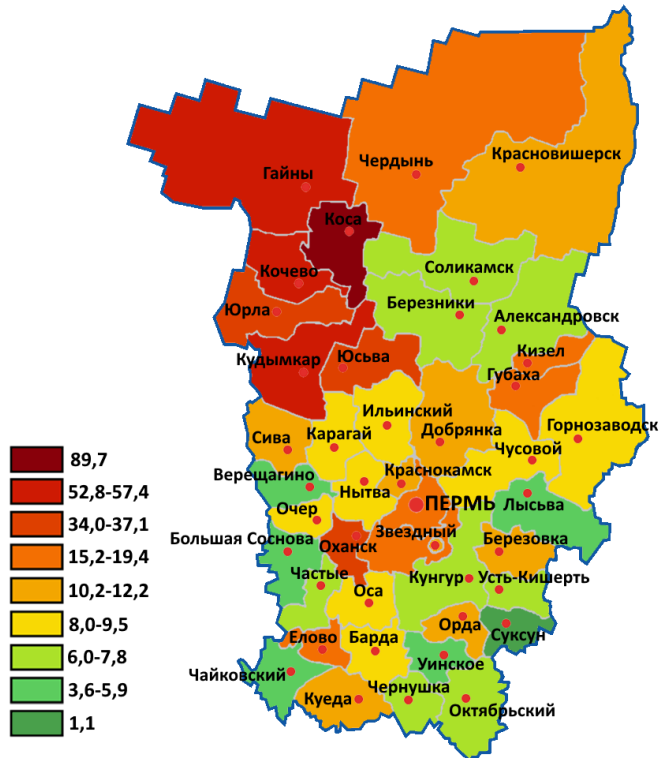 Красновишерск
Чердынь
Гайны
Коса
Кочево
Соликамск
Юрла
Березники
Александровск
Кудымкар
Юсьва
Кизел
Губаха
Ильинский
Горнозаводск
Сива
Карагай
Добрянка
Чусовой
Верещагино
Нытва
Краснокамск
Очер
ПЕРМЬ
Лысьва
Большая Соснова
Оханск
Звездный
Березовка
Частые
Оса
Кунгур
Усть-Кишерть
Елово
Барда
Орда
Суксун
Чайковский
Уинское
Куеда
Чернушка
Октябрьский
89,7
52,8-57,4
34,0-37,1
15,2-19,4
10,2-12,2
8,0-9,5
6,0-7,8
3,6-5,9
1,1